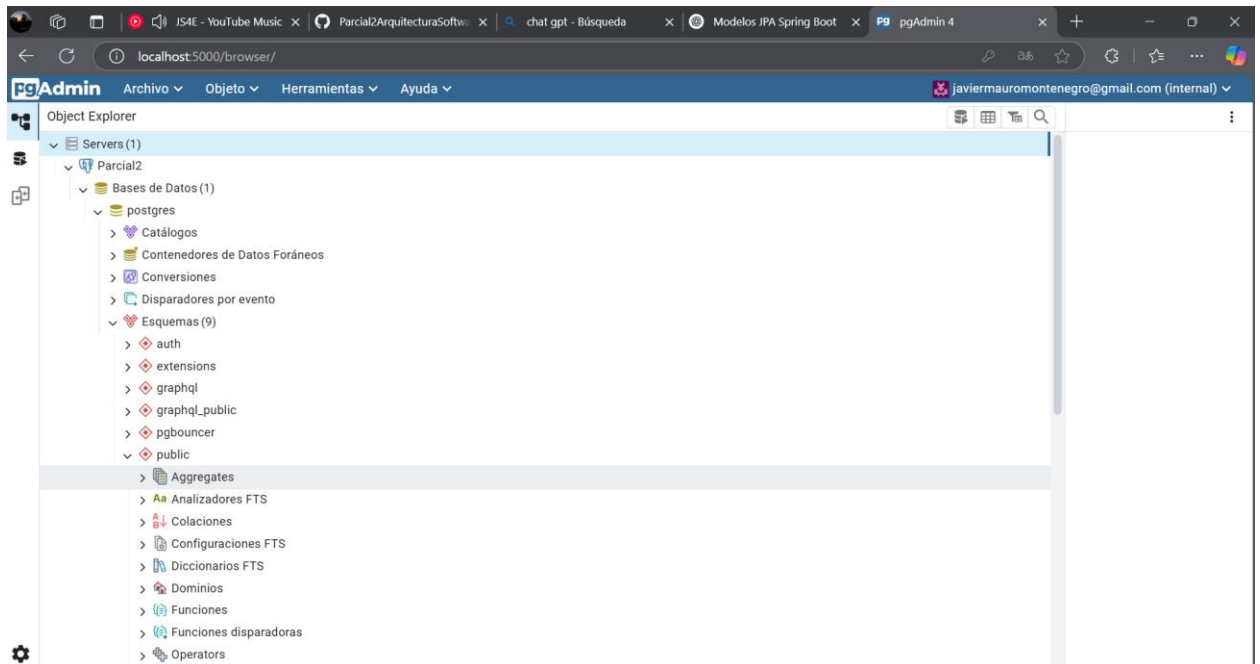 JS4E - YouTube Music
Parcial2ArquitecturaSoftwa
chat gpt - Búsqueda
Modelos JPA Spring Boot
Pg pgAdmin 4
localhost:5000/browser/
pgAdmin Archivo Objeto Herramientas Ayuda javiermauromontenegro@gmail.com (internal)
Object Explorer
Servers (1)
Parcial2
Bases de Datos (1)
postgres
Catálogos
Contenedores de Datos Foráneos
Conversiones
Disparadores por evento
Esquemas (9)
auth
extensions
graphql
graphql_public
pgbouncer
public
Aggregates
Aa Analizadores FTS
Colaciones
Configuraciones FTS
Diccionarios FTS
Dominios
Funciones
Funciones disparadoras
Operators